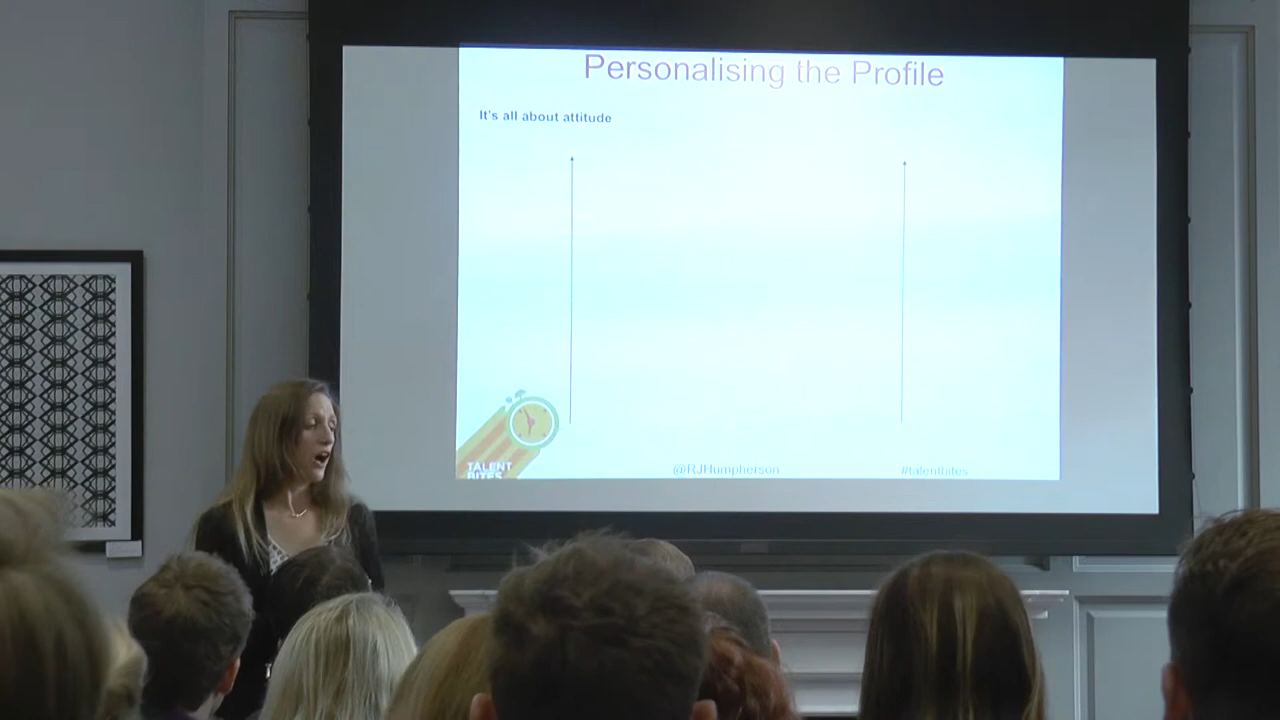 Personalising the Profile
It's all about attitude
TALENT
BITES
@RJHumpherson
#talentbites